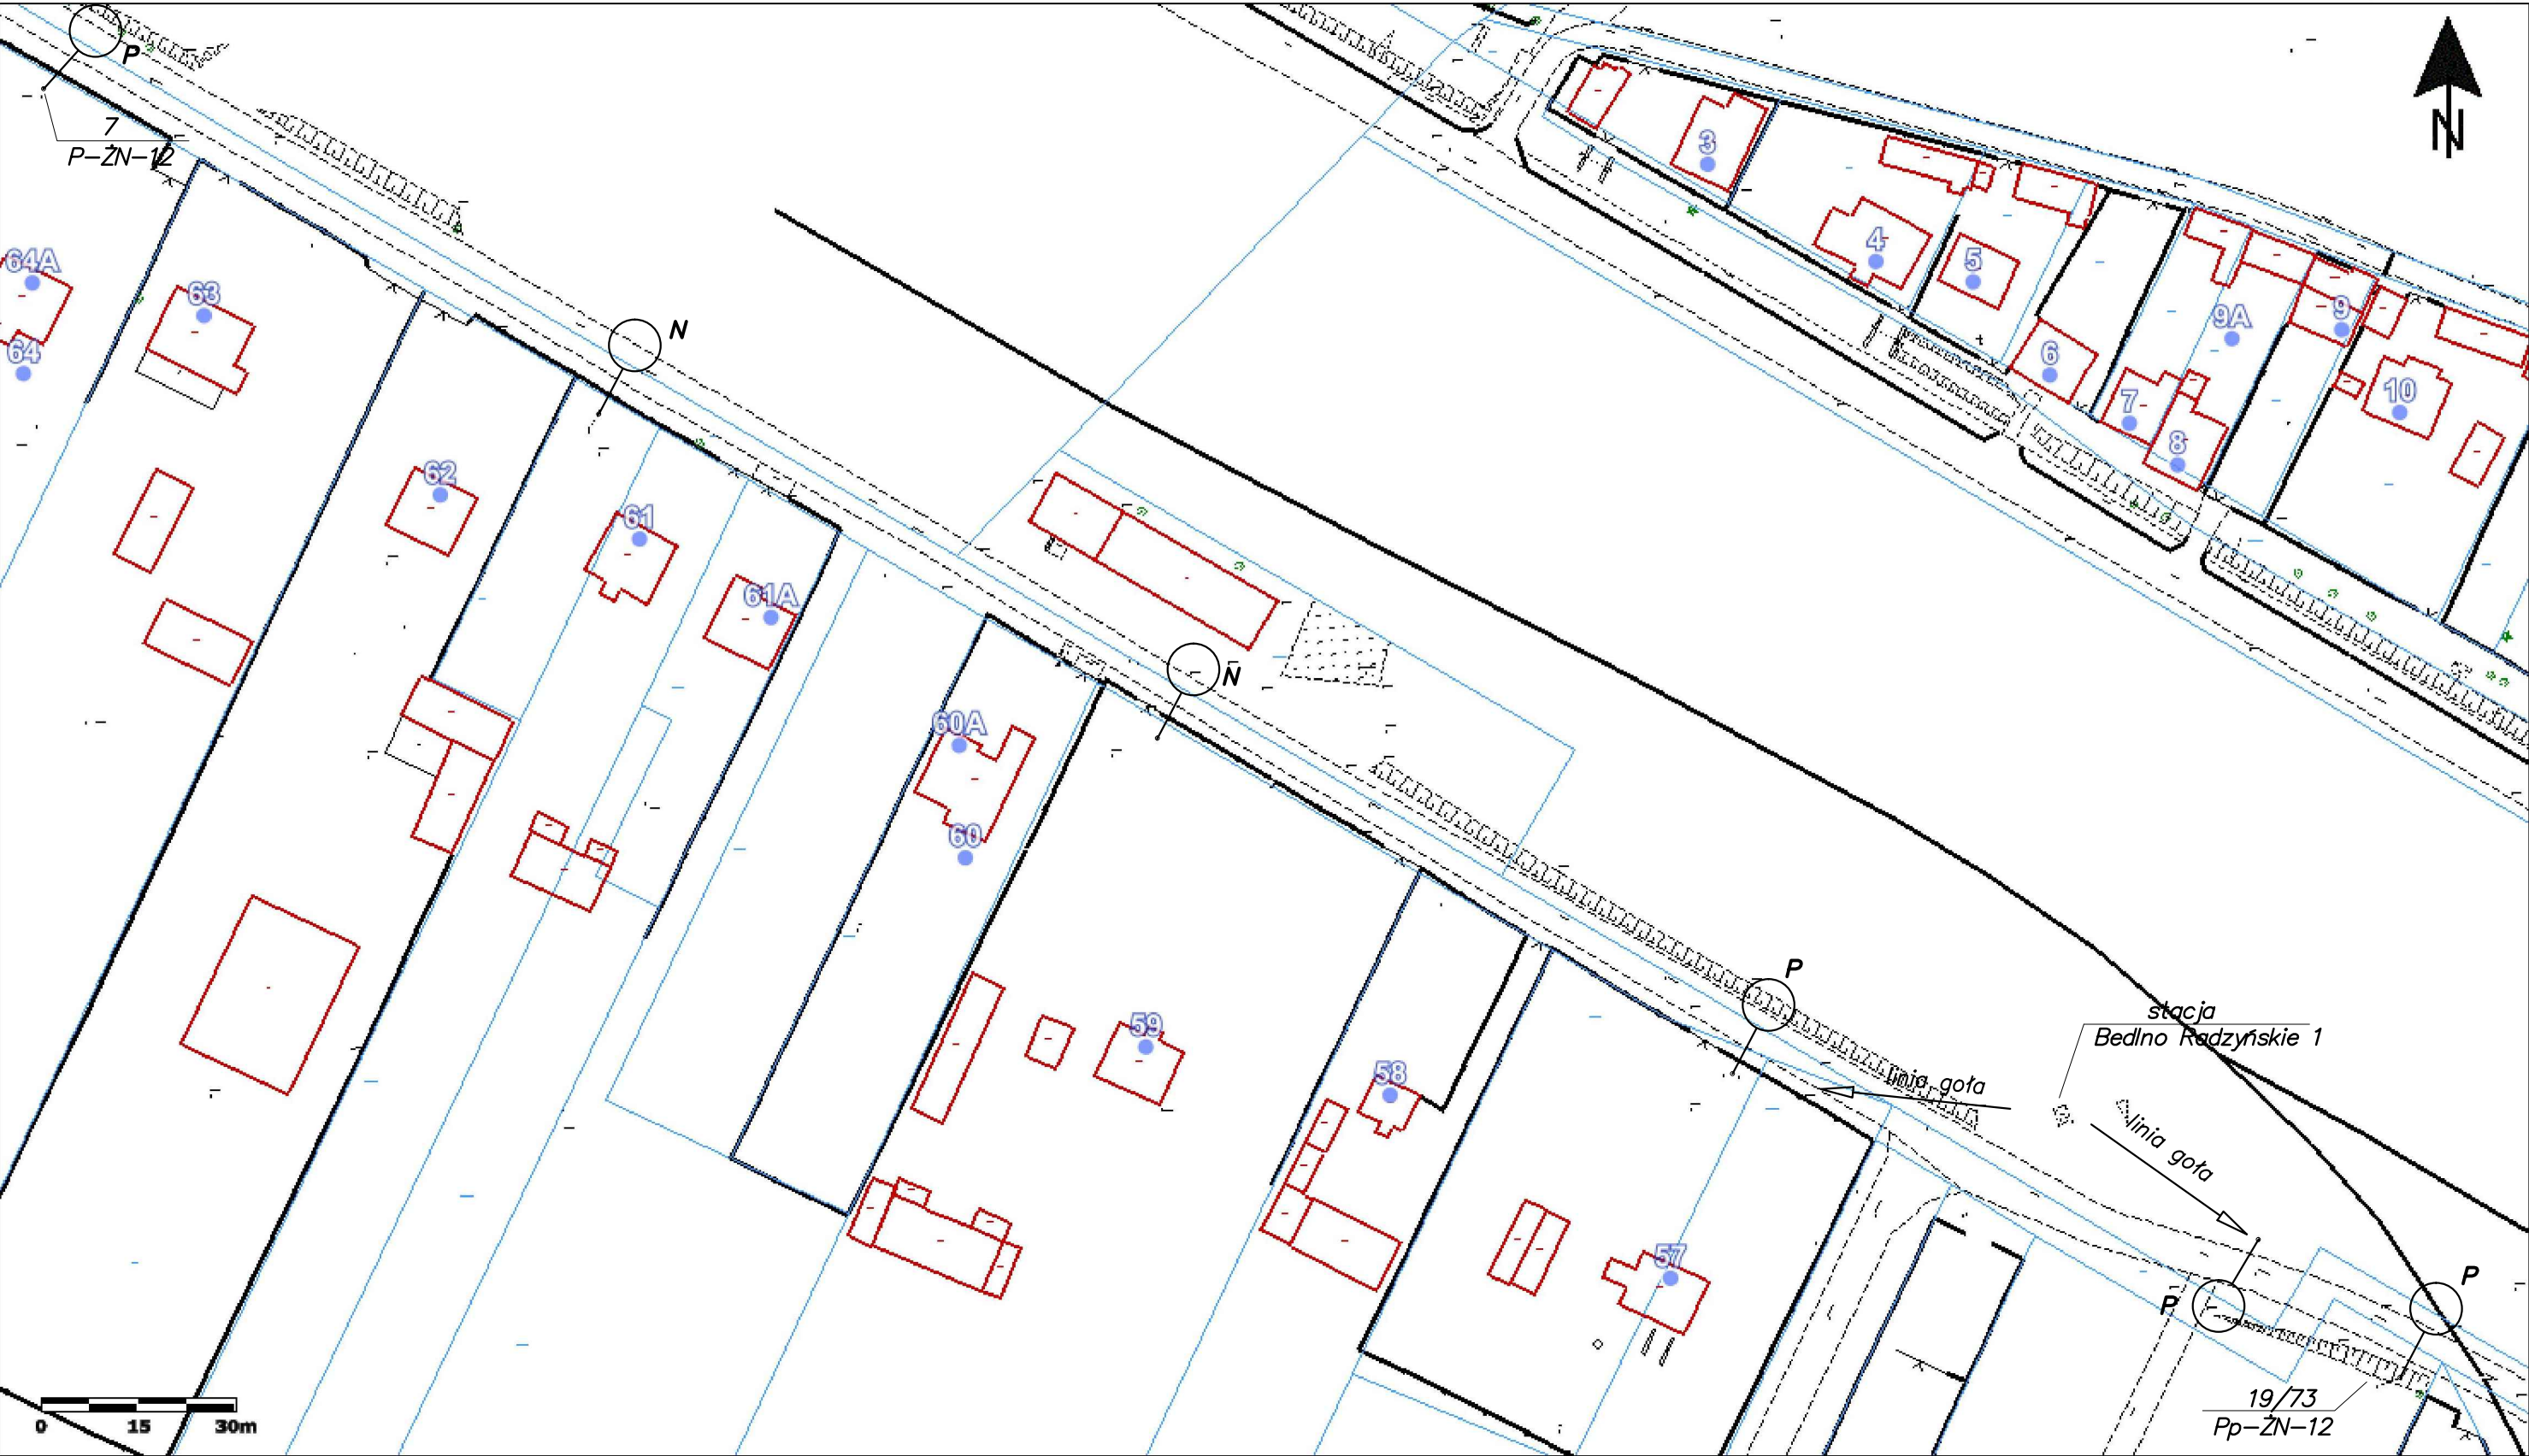 P
7
P-ŻN-12
N
3
4
5
64A
63
64
N
9A
9
6
7
10
8
62
61
61A
N
60A
60
P
stacja
Bedlno Radzyńskie 1
59
58
linia goła
linia goła
57
P
P
19/73
Pp-ŻN-12
0 15 30m